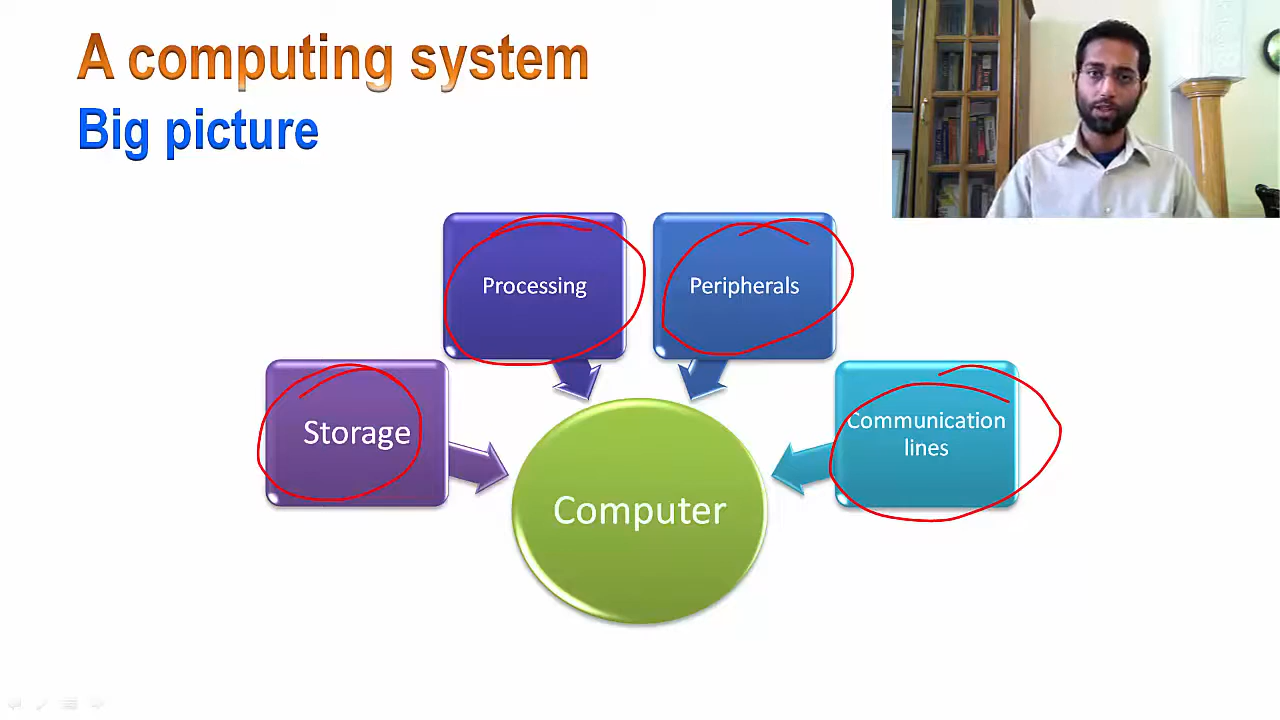 A computing system
Big picture
Processing
Peripherals
Storage
Communication
lines
Computer